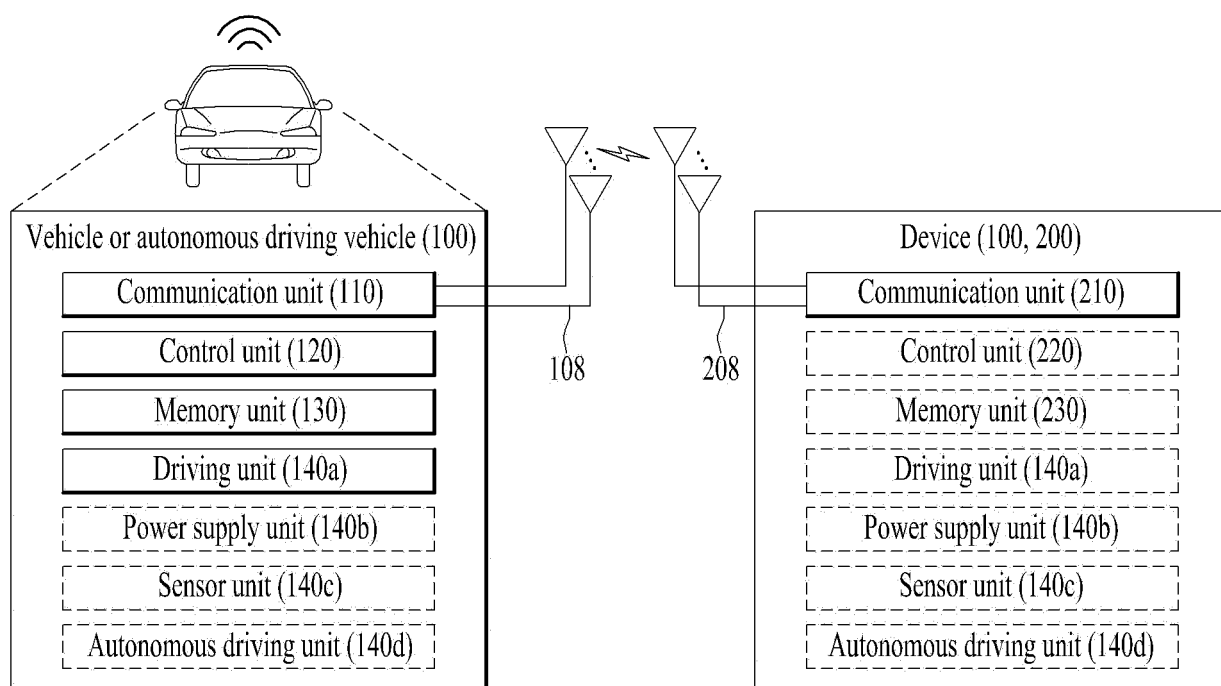 Vehicle or autonomous driving vehicle (100)
Communication unit (110)
Control unit (120)
Memory unit (130)
Driving unit (140a)
Power supply unit (140b)
Sensor unit (140c)
Autonomous driving unit (140d)
108
208
Device (100, 200)
Communication unit (210)
Control unit (220)
Memory unit (230)
Driving unit (140a)
Power supply unit (140b)
Sensor unit (140c)
Autonomous driving unit (140d)